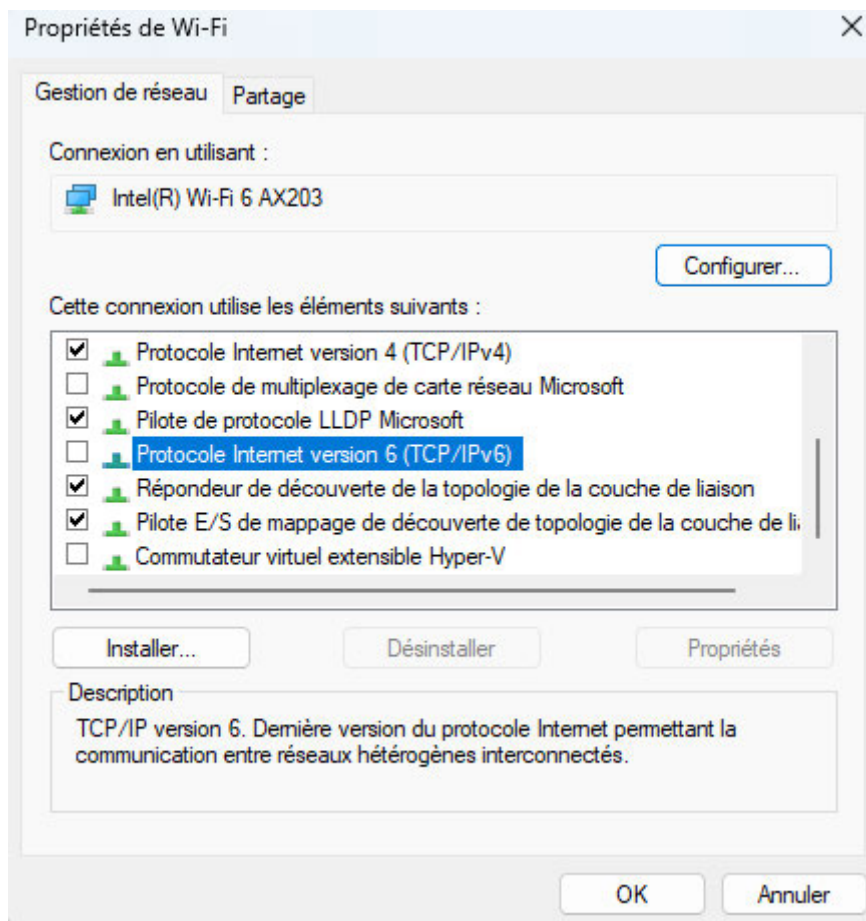 Propriétés de Wi-Fi
Gestion de réseau
Partage
Connexion en utilisant :
Intel(R) Wi-Fi 6 AX203
Configurer...
Cette connexion utilise les éléments suivants :
Protocole Internet version 4 (TCP/IPv4)
Protocole de multiplexage de carte réseau Microsoft
Pilote de protocole LLDP Microsoft
Protocole Internet version 6 (TCP/IPv6)
Répondeur de découverte de la topologie de la couche de liaison
Pilote E/S de mappage de découverte de topologie de la couche de li
Commutateur virtuel extensible Hyper-V
Installer...
Désinstaller
Propriétés
Description
TCP/IP version 6. Dernière version du protocole Internet permettant la
communication entre réseaux hétérogènes interconnectés.
OK
Annuler